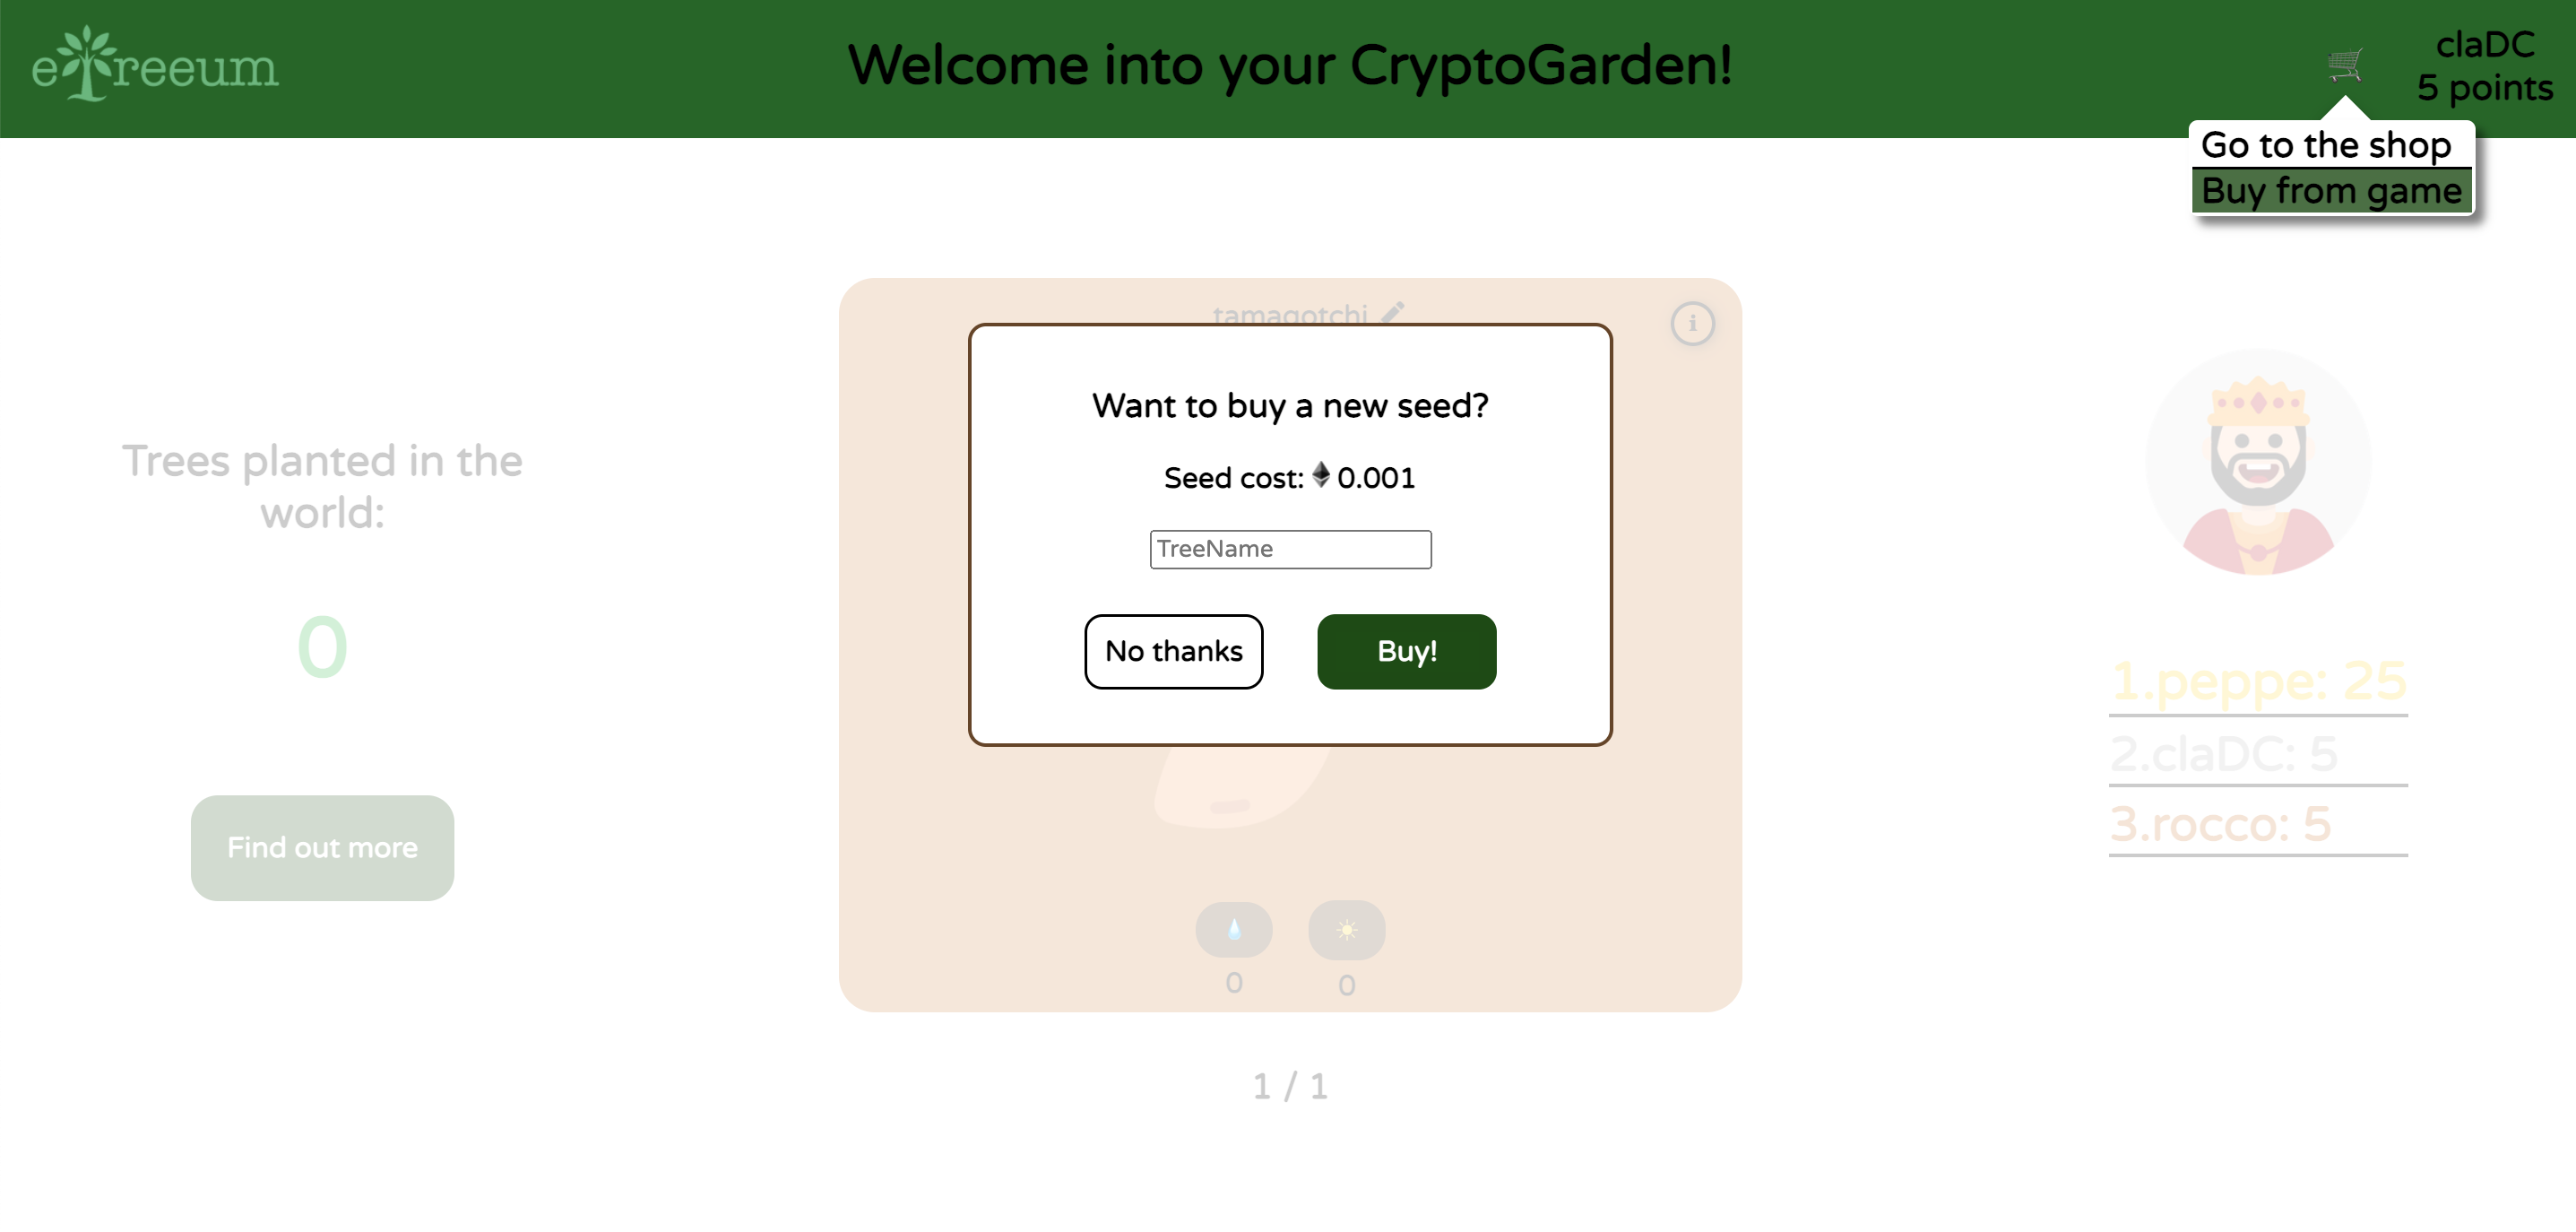 etreeum
Welcome into your CryptoGarden!
claDC
5 points
Go to the shop
Buy from game
tamagotchi
i
Want to buy a new seed?
Seed cost: 0.001
TreeName
No thanks
Buy!
Trees planted in the
world:
0
Find out more
1.peppe: 25
2.claDC: 5
3.rocco: 5
0
0
1 / 1